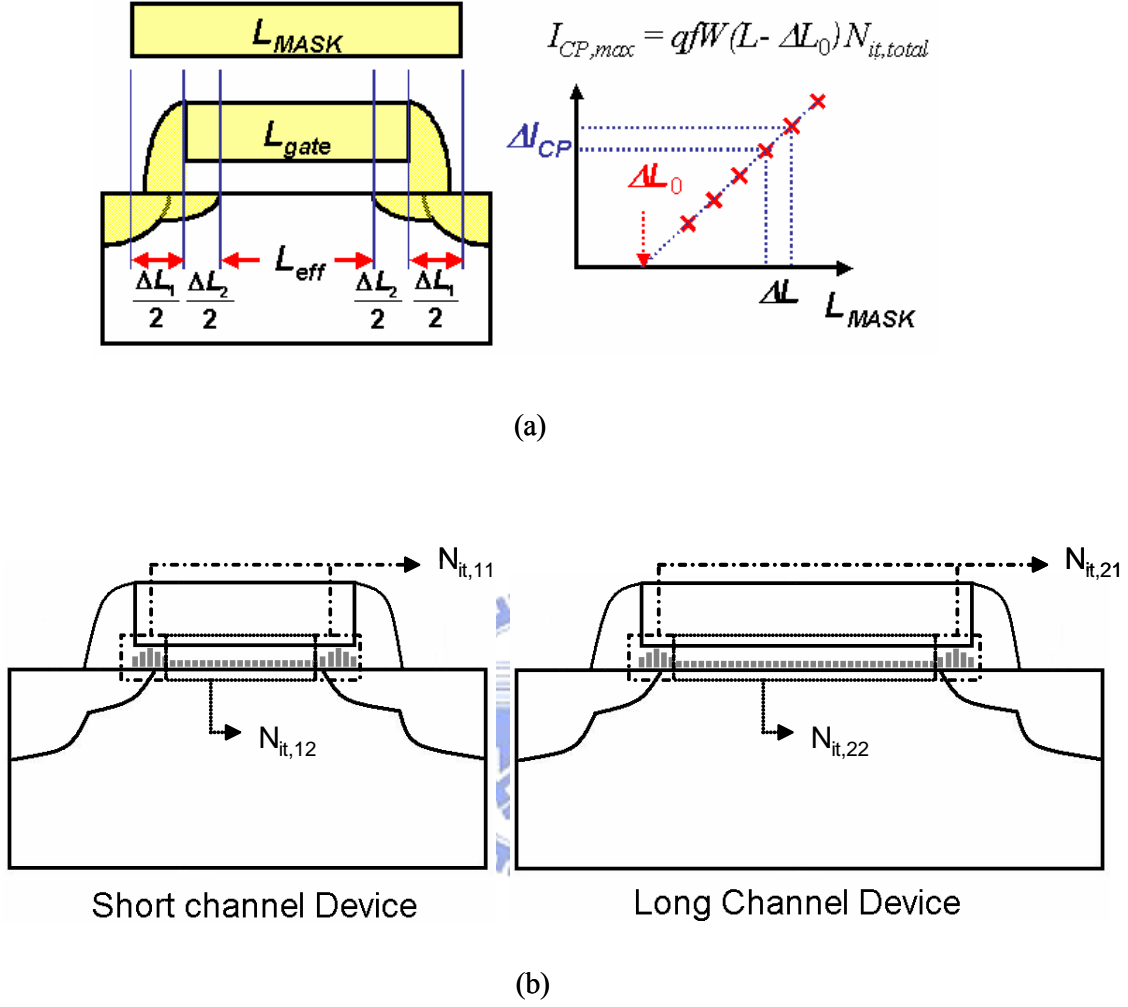 L_MASK
I_CP,max = qfW(L- ΔL_0)N_it,total
L_gate
ΔI_CP
ΔL_0
L_eff
ΔL_1/2 ΔL_2/2 ΔL_2/2 ΔL_1/2
ΔL
L_MASK
(a)
N_it,11
N_it,12
Short channel Device
N_it,21
N_it,22
Long Channel Device
(b)